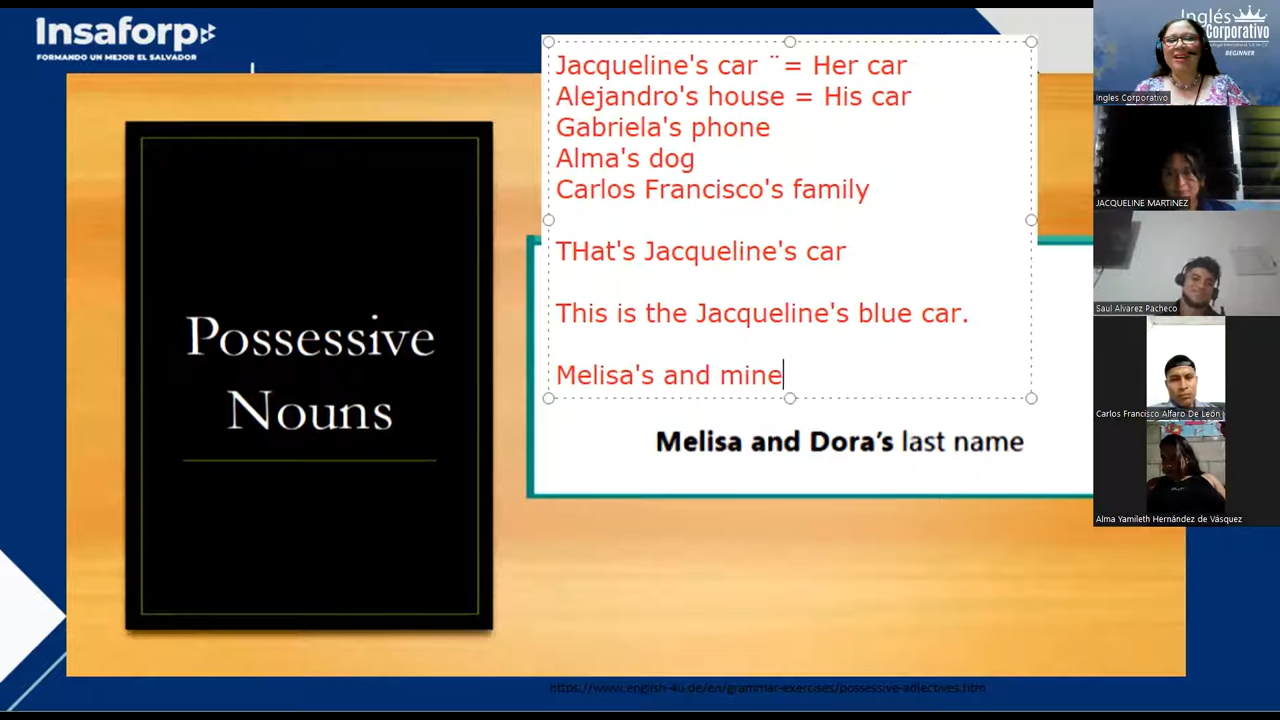 Insaforp
FORMANDO UN MEJOR EL SALVADOR
Jacqueline's car ¨= Her car
Alejandro's house = His car
Gabriela's phone
Alma's dog
Carlos Francisco's family
THat's Jacqueline's car
This is the Jacqueline's blue car.
Melisa's and mine
Possessive
Nouns
Melisa and Dora's last name
https://www.english-4u.de/en/grammar-exercises/possessive-adjectives.htm
Inglés
Corporativo
BEGINNER
Ingles Corporativo
JACQUELINE MARTINEZ
Saul Alvarez Pacheco
Carlos Francisco Alfaro De León
Alma Yamileth Hernández de Vásquez